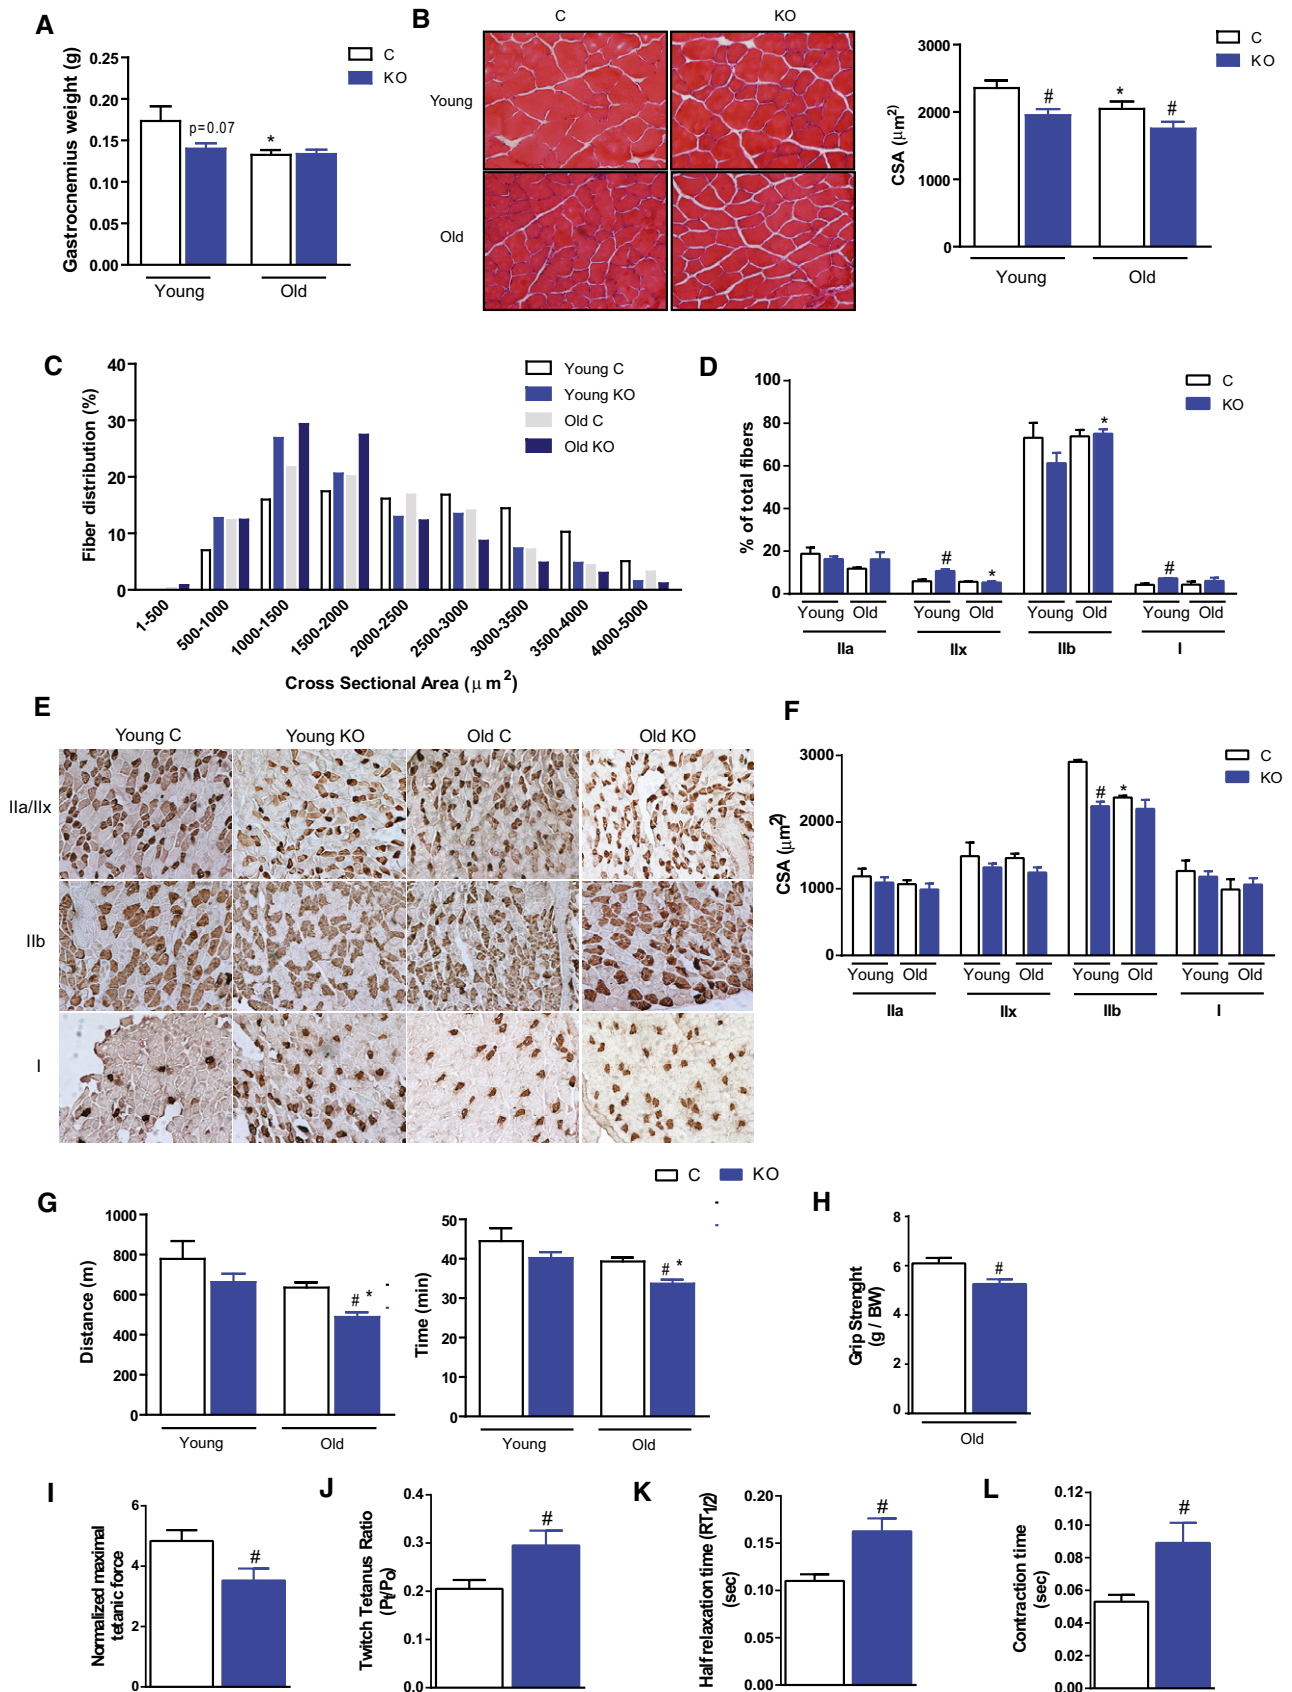 A
Gastrocnemius weight (g)
0.25
0.20
0.15
0.10
0.05
0.00
C
KO
p=0.07
*
Young
Old
B
C
KO
Young
Old
CSA (μm2)
3000
2000
1000
0
C
KO
#
*
#
Young
Old
C
Fiber distribution (%)
40
30
20
10
0
Young C
Young KO
Old C
Old KO
1-500
500-1000
1000-1500
1500-2000
2000-2500
2500-3000
3000-3500
3500-4000
4000-5000
Cross Sectional Area (μ m2)
D
% of total fibers
100
80
60
40
20
0
C
KO
#
*
*
#
Young Old Young Old Young Old Young Old
IIa IIx IIb I
E
Young C Young KO Old C Old KO
IIa/IIx
IIb
I
F
CSA (μm2)
3000
2000
1000
0
C
KO
#
*
Young Old Young Old Young Old Young Old
IIa IIx IIb I
C KO
G
Distance (m)
1000
800
600
400
200
0
# *
Young
Old
Time (min)
50
40
30
20
10
0
# *
Young
Old
H
Grip Strenght
(g / BW)
8
6
4
2
0
#
Old
I
Normalized maximal
tetanic force
6
4
2
0
#
J
Twitch Tetanus Ratio
(Pt/Po)
0.4
0.3
0.2
0.1
0.0
#
K
Half relaxation time (RT1/2)
(sec)
0.20
0.15
0.10
0.05
0.00
#
L
Contraction time
(sec)
0.12
0.10
0.08
0.06
0.04
0.02
0.00
#